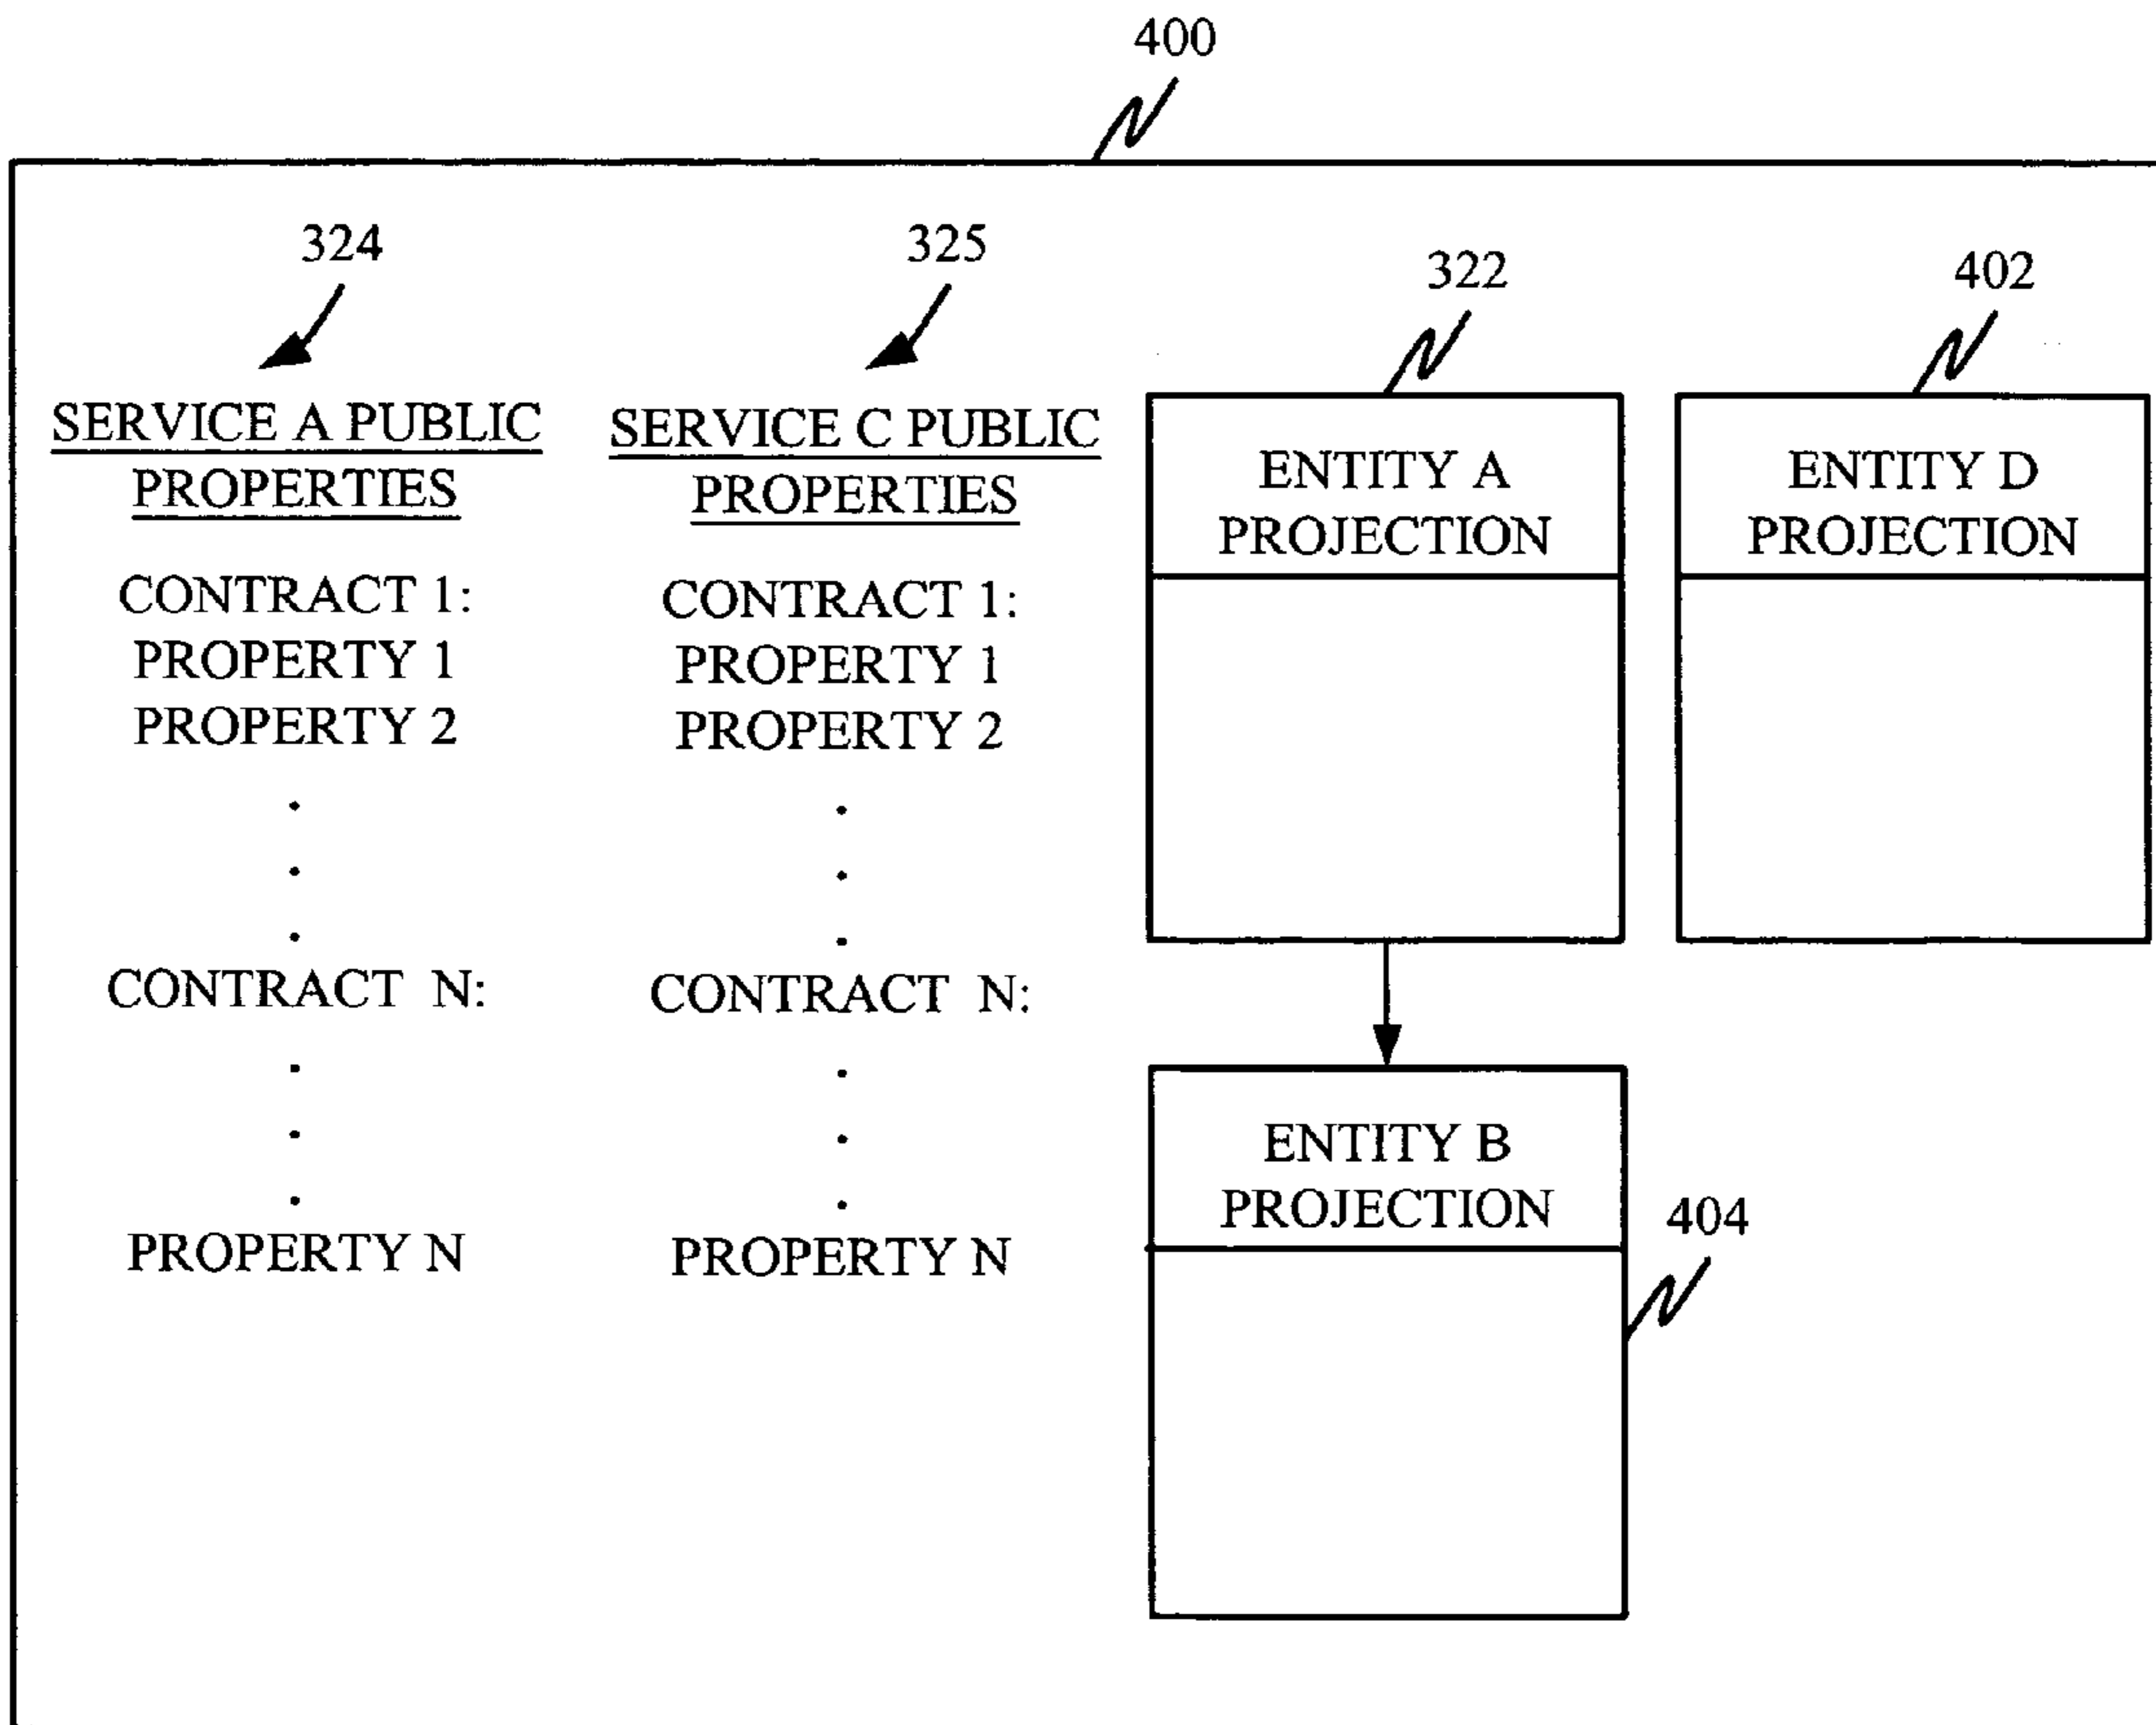 400
324
SERVICE A PUBLIC
PROPERTIES
CONTRACT 1:
PROPERTY 1
PROPERTY 2
.
.
.
CONTRACT N:
.
.
.
PROPERTY N
325
SERVICE C PUBLIC
PROPERTIES
CONTRACT 1:
PROPERTY 1
PROPERTY 2
.
.
.
CONTRACT N:
.
.
.
PROPERTY N
322
ENTITY A
PROJECTION
402
ENTITY D
PROJECTION
ENTITY B
PROJECTION
404